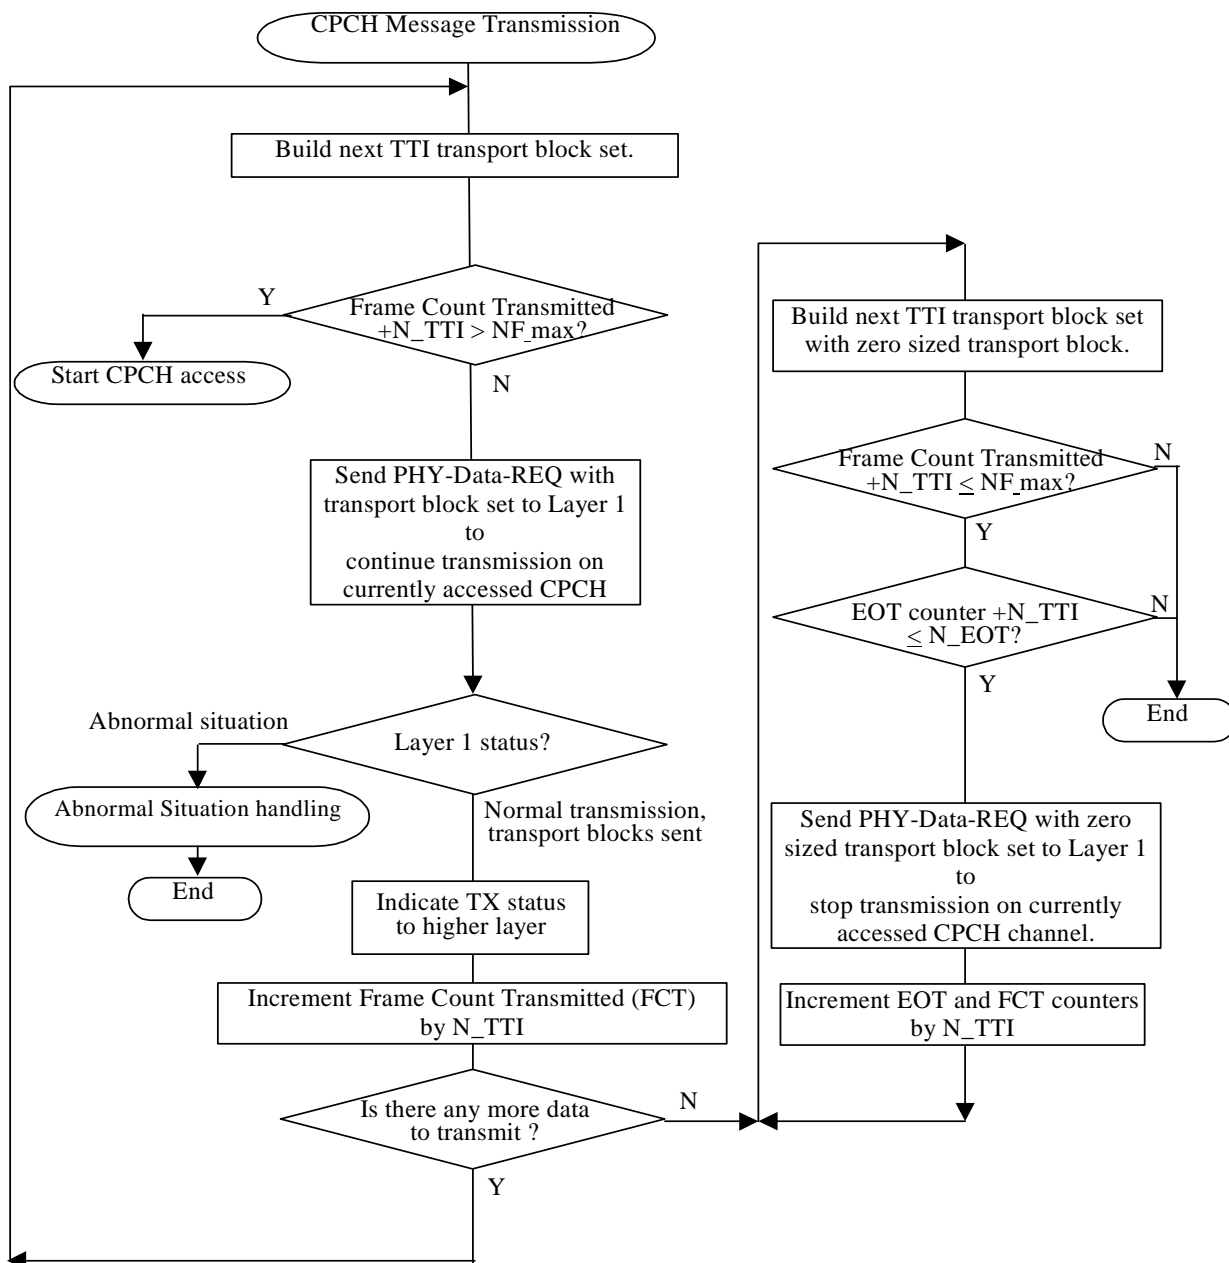 CPCH Message Transmission
Build next TTI transport block set.
Y
Frame Count Transmitted
+N_TTI > NF_max?
Start CPCH access
N
Send PHY-Data-REQ with
transport block set to Layer 1
to
continue transmission on
currently accessed CPCH
Abnormal situation
Layer 1 status?
Abnormal Situation handling
Normal transmission,
transport blocks sent
End
Indicate TX status
to higher layer
Increment Frame Count Transmitted (FCT)
by N_TTI
Is there any more data
to transmit ?
N
Y
Build next TTI transport block set
with zero sized transport block.
Frame Count Transmitted
+N_TTI ≤ NF_max?
N
Y
EOT counter +N_TTI
≤ N_EOT?
N
Y
End
Send PHY-Data-REQ with zero
sized transport block set to Layer 1
to
stop transmission on currently
accessed CPCH channel.
Increment EOT and FCT counters
by N_TTI